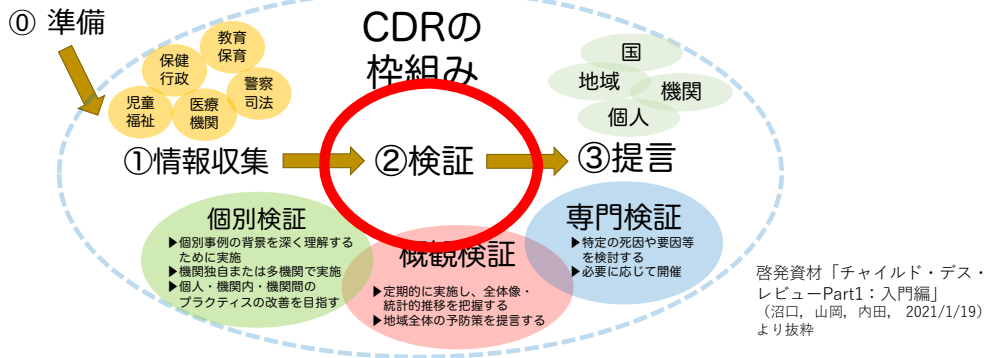 ⓪ 準備
CDRの
枠組み
教育
保育
保健
行政
警察
司法
児童
福祉
医療
機関
国
地域
機関
個人
①情報収集
②検証
③提言
個別検証
▶個別事例の背景を深く理解する
ために実施
▶機関独自または多機関で実施
▶個人・機関内・機関間の
プラクティスの改善を目指す
概観検証
▶定期的に実施し、全体像・
統計的推移を把握する
▶地域全体の予防策を提言する
専門検証
▶特定の死因や要因等
を検討する
▶必要に応じて開催
啓発資材「チャイルド・デス・
レビューPart1：入門編」
（沼口, 山岡, 内田, 2021/1/19）
より抜粋